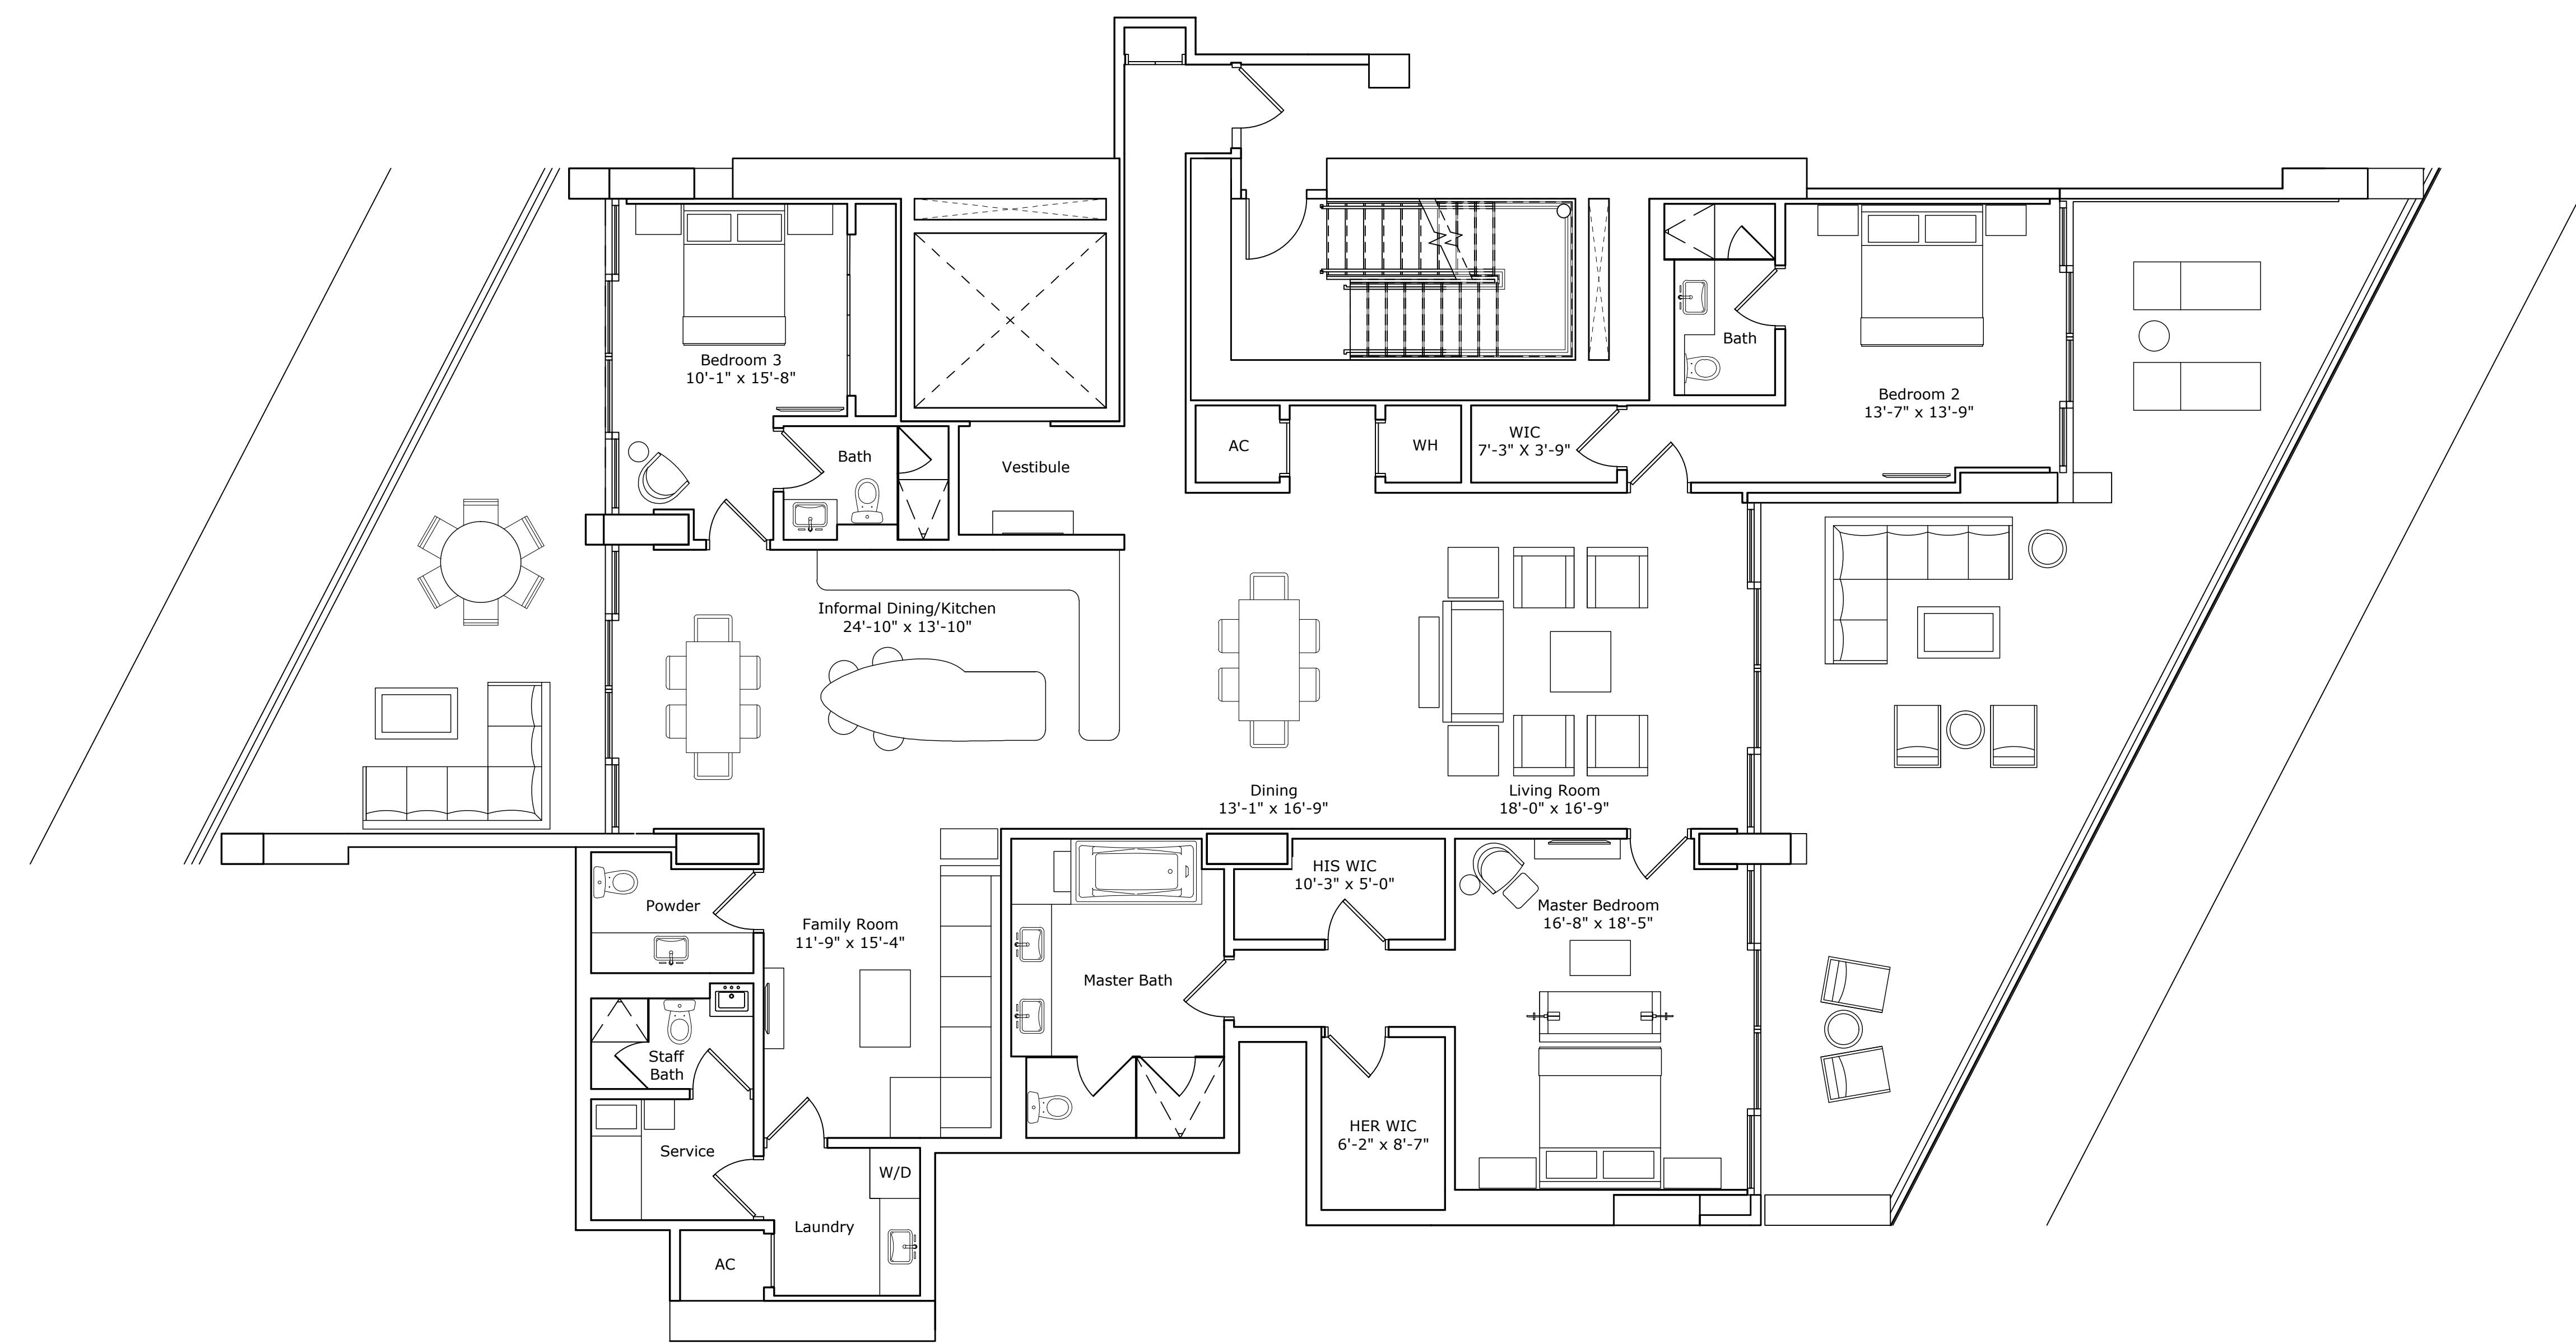 Bedroom 3
10'-1" x 15'-8"
Bath
Bedroom 2
13'-7" x 13'-9"
AC
WH
WIC
7'-3" X 3'-9"
Bath
Vestibule
Informal Dining/Kitchen
24'-10" x 13'-10"
Dining
13'-1" x 16'-9"
Living Room
18'-0" x 16'-9"
HIS WIC
10'-3" x 5'-0"
Powder
Master Bedroom
16'-8" x 18'-5"
Family Room
11'-9" x 15'-4"
Master Bath
Staff
Bath
HER WIC
6'-2" x 8'-7"
Service
W/D
Laundry
AC